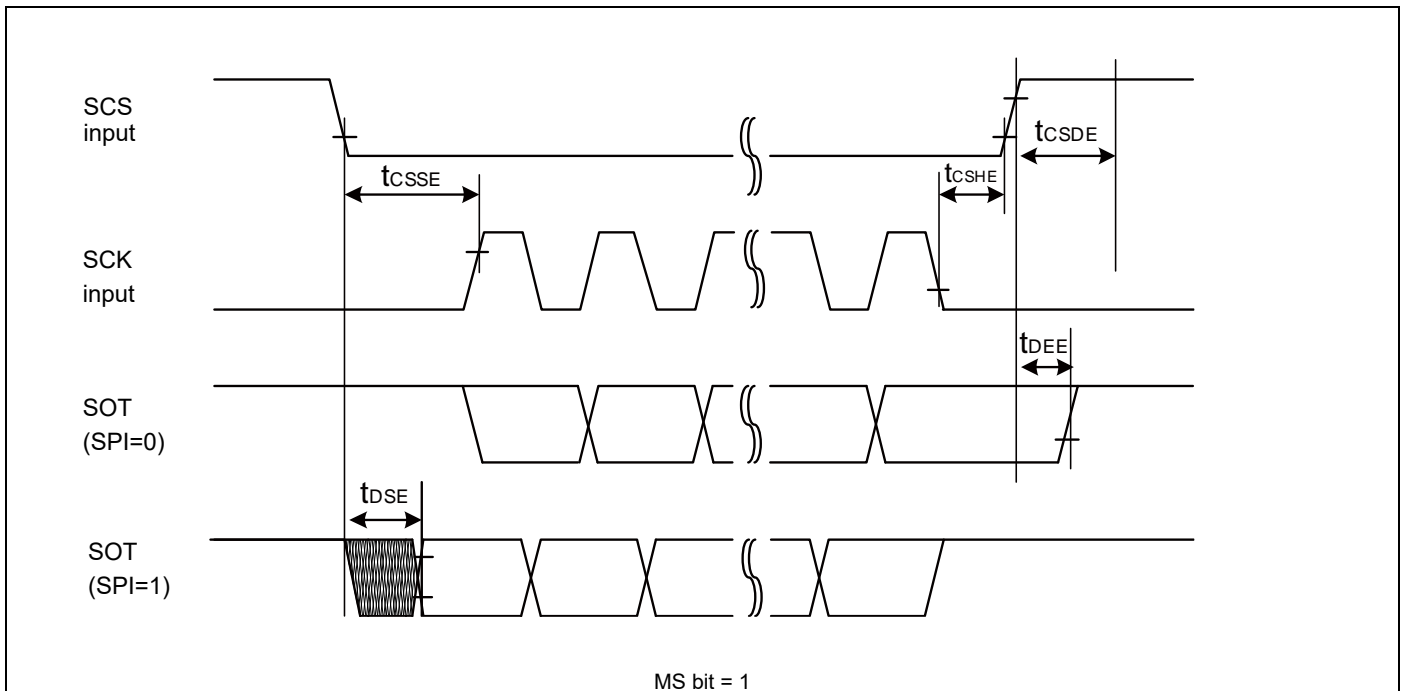 SCS
input
tCSSE
tCSHE
tCSDE
SCK
input
tDEE
SOT
(SPI=0)
tDSE
SOT
(SPI=1)
MS bit = 1